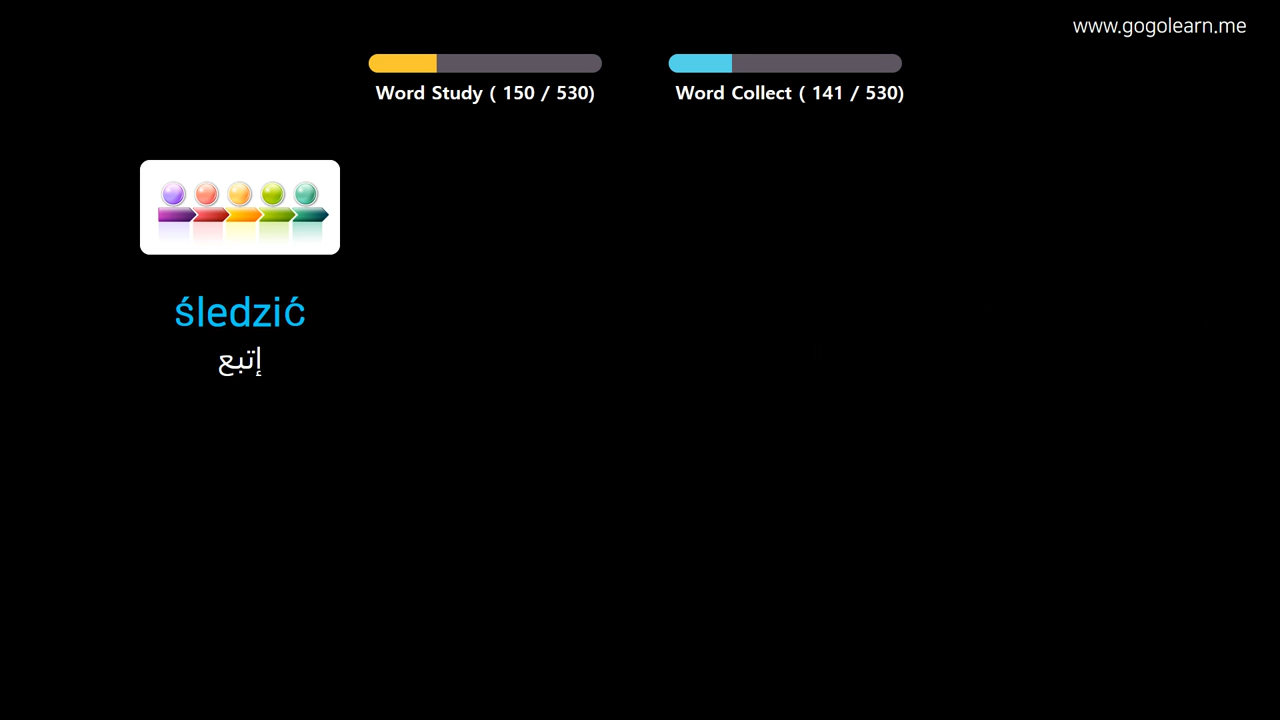 www.gogolearn.me
Word Study ( 150 / 530)
Word Collect ( 141 / 530)
śledzić
إتبع